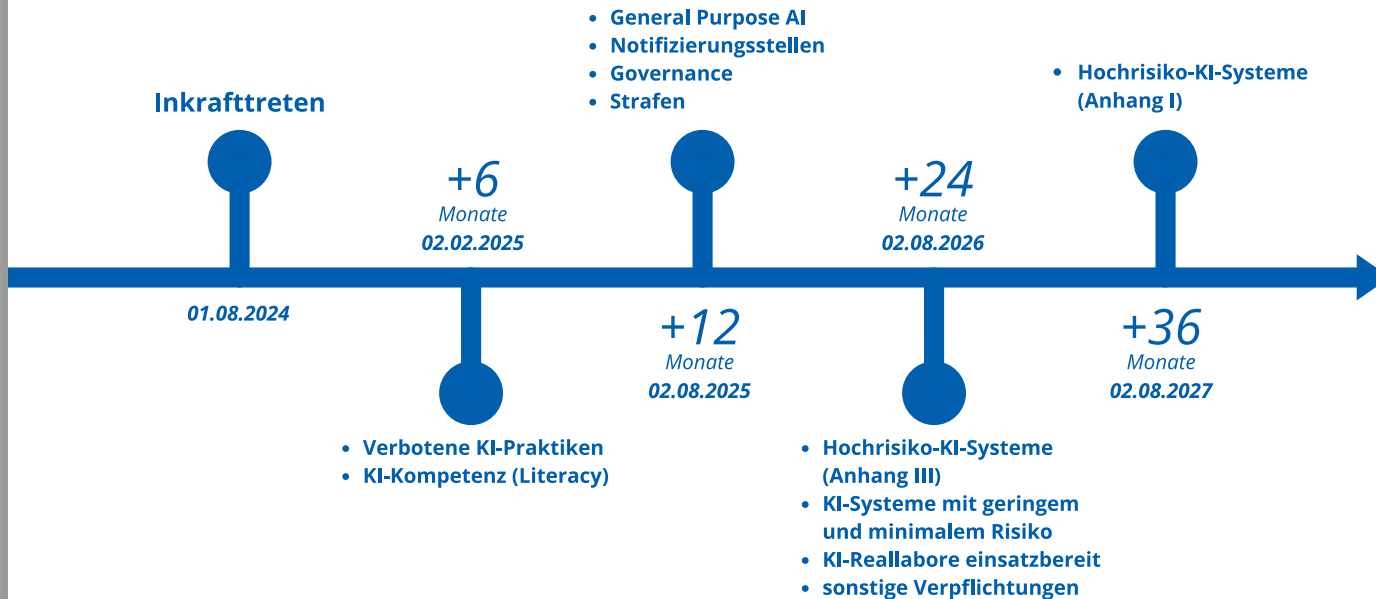 Inkrafttreten
01.08.2024
+6
Monate
02.02.2025
• Verbotene KI-Praktiken
• KI-Kompetenz (Literacy)
• General Purpose AI
• Notifizierungsstellen
• Governance
• Strafen
+12
Monate
02.08.2025
+24
Monate
02.08.2026
• Hochrisiko-KI-Systeme
(Anhang III)
• KI-Systeme mit geringem
und minimalem Risiko
• KI-Reallabore einsatzbereit
• sonstige Verpflichtungen
• Hochrisiko-KI-Systeme
(Anhang I)
+36
Monate
02.08.2027